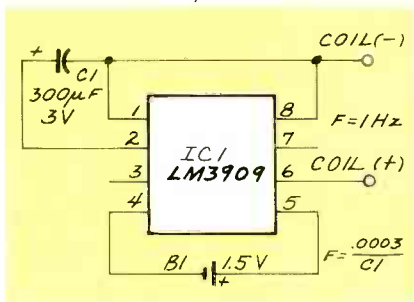 COIL(-)
+
C1
300µF
3V
1
8
F=1Hz
2
7
IC1
LM3909
3
6
COIL(+)
4
5
B1
1.5V
+
F= .0003
C1